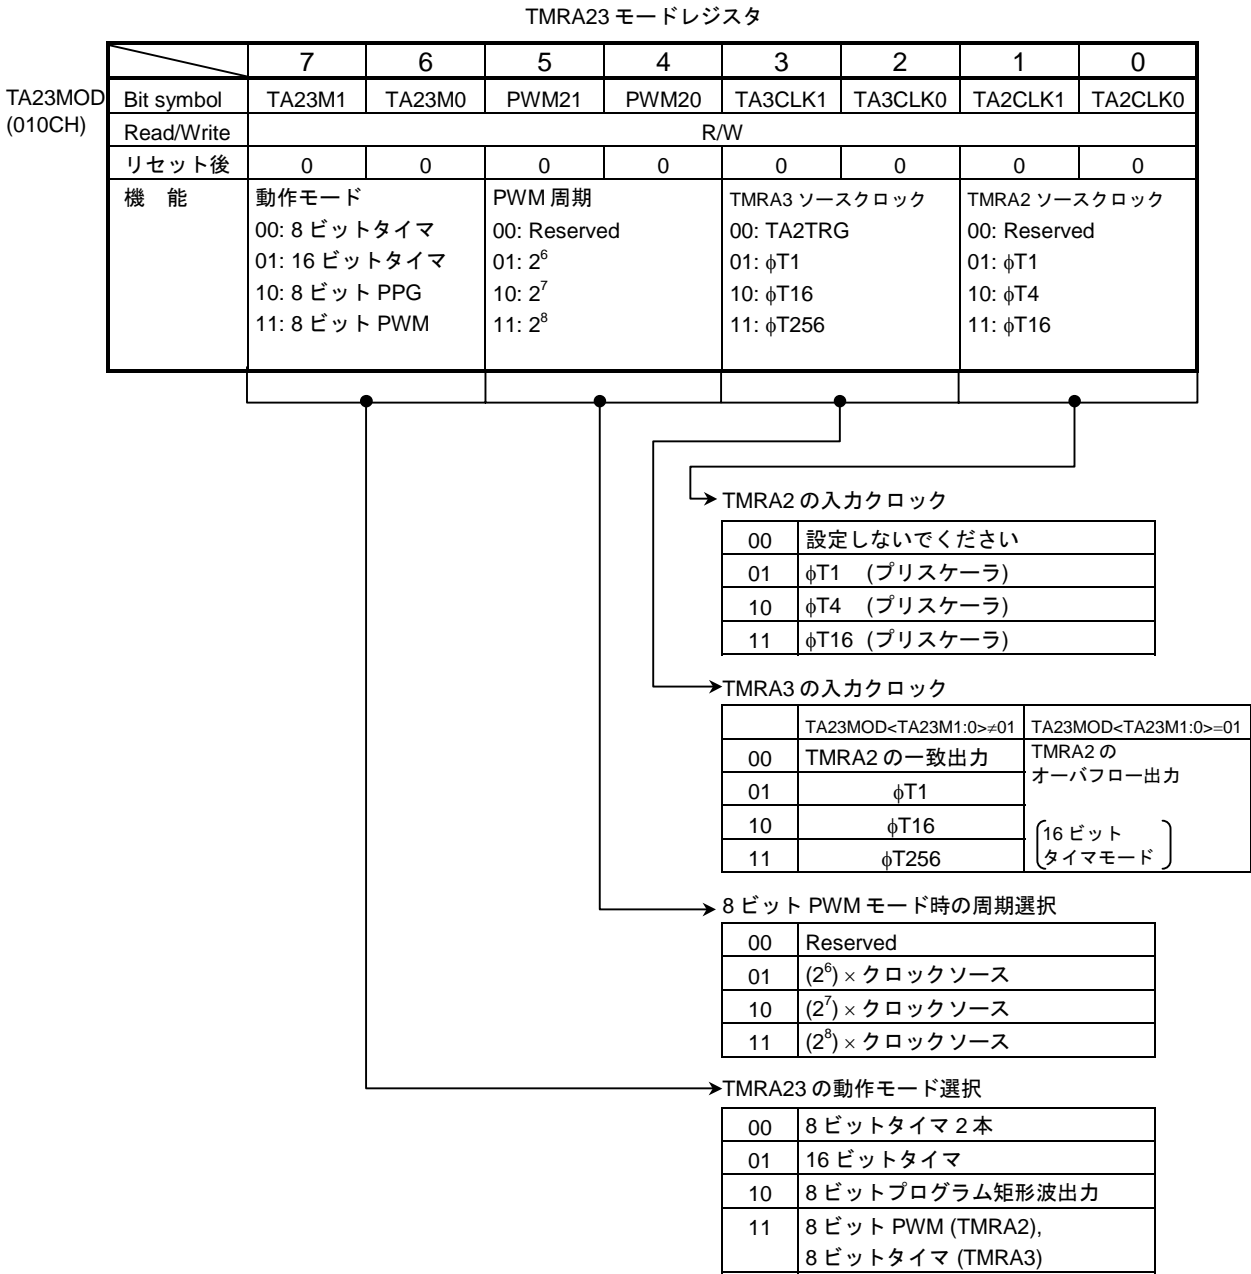 TMRA23 モードレジスタ
7 6 5 4 3 2 1 0
TA23MOD (010CH)
Bit symbol TA23M1 TA23M0 PWM21 PWM20 TA3CLK1 TA3CLK0 TA2CLK1 TA2CLK0
Read/Write R/W
リセット後 0 0 0 0 0 0 0 0
機 能 動作モード PWM 周期 TMRA3 ソースクロック TMRA2 ソースクロック
00: 8 ビットタイマ 00: Reserved 00: TA2TRG 00: Reserved
01: 16 ビットタイマ 01: 2⁶ 01: ϕT1 01: ϕT1
10: 8 ビット PPG 10: 2⁷ 10: ϕT16 10: ϕT4
11: 8 ビット PWM 11: 2⁸ 11: ϕT256 11: ϕT16
TMRA2 の入力クロック
00 設定しないでください
01 ϕT1 (プリスケーラ)
10 ϕT4 (プリスケーラ)
11 ϕT16 (プリスケーラ)
TMRA3 の入力クロック
TA23MOD<TA23M1:0>≠01 TA23MOD<TA23M1:0>=01
00 TMRA2 の一致出力 TMRA2 の
オーバフロー出力
01 ϕT1
10 ϕT16 16 ビット
11 ϕT256 タイマモード
8 ビット PWM モード時の周期選択
00 Reserved
01 (2⁶) × クロックソース
10 (2⁷) × クロックソース
11 (2⁸) × クロックソース
TMRA23 の動作モード選択
00 8 ビットタイマ 2 本
01 16 ビットタイマ
10 8 ビットプログラム矩形波出力
11 8 ビット PWM (TMRA2),
8 ビットタイマ (TMRA3)